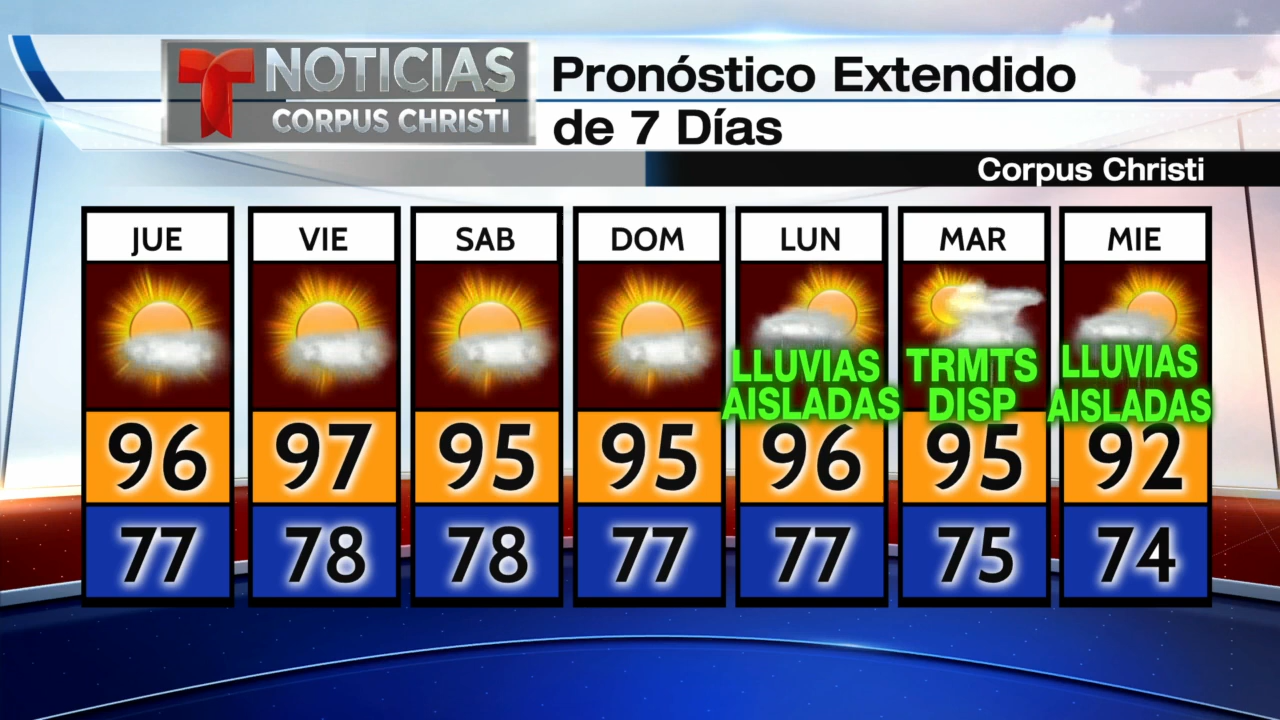 NOTICIAS
CORPUS CHRISTI
Pronóstico Extendido
de 7 Días
Corpus Christi
JUE VIE SAB DOM LUN MAR MIE
LLUVIAS AISLADAS TRMTS DISP LLUVIAS AISLADAS
96 97 95 95 96 95 92
77 78 78 77 77 75 74